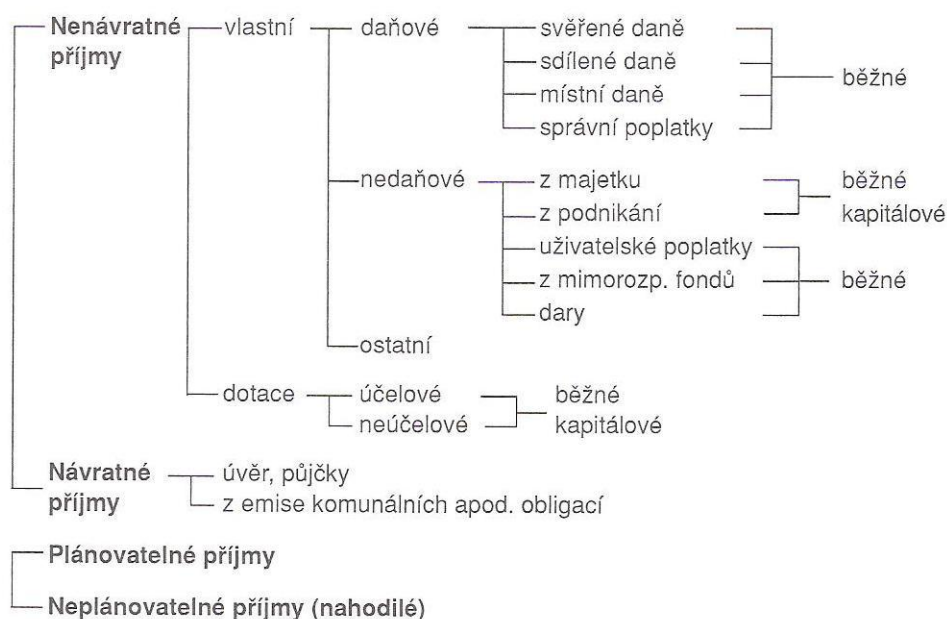 Nenávratné příjmy vlastní daňové svěřené daně
sdílené daně běžné
místní daně
správní poplatky
nedaňové z majetku běžné
z podnikání kapitálové
uživatelské poplatky
z mimorozp. fondů běžné
dary
ostatní
dotace účelové běžné
neúčelové kapitálové
Návratné příjmy úvěr, půjčky
z emise komunálních apod. obligací
Plánovatelné příjmy
Neplánovatelné příjmy (nahodilé)